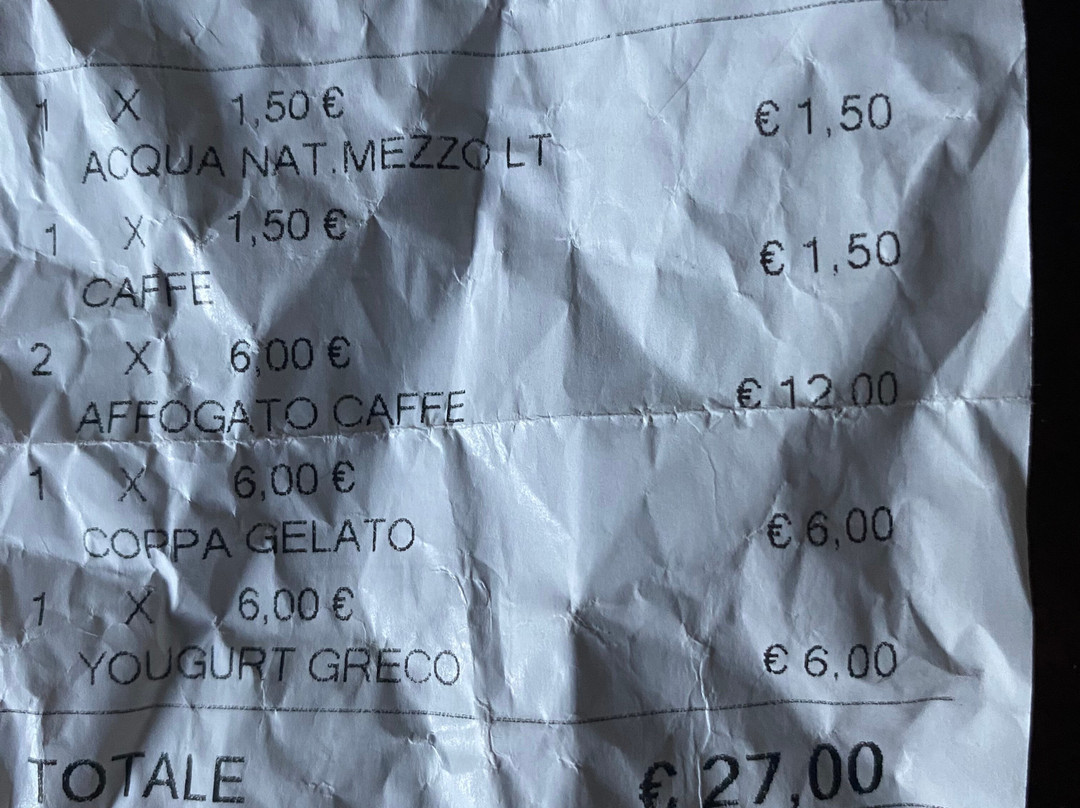 1 X 1,50 € € 1,50
ACQUA NAT.MEZZO LT
1 X 1,50 € € 1,50
CAFFE
2 X 6,00 € € 12,00
AFFOGATO CAFFE
1 X 6,00 € € 6,00
COPPA GELATO
1 X 6,00 € € 6,00
YOUGURT GRECO
TOTALE € 27,00